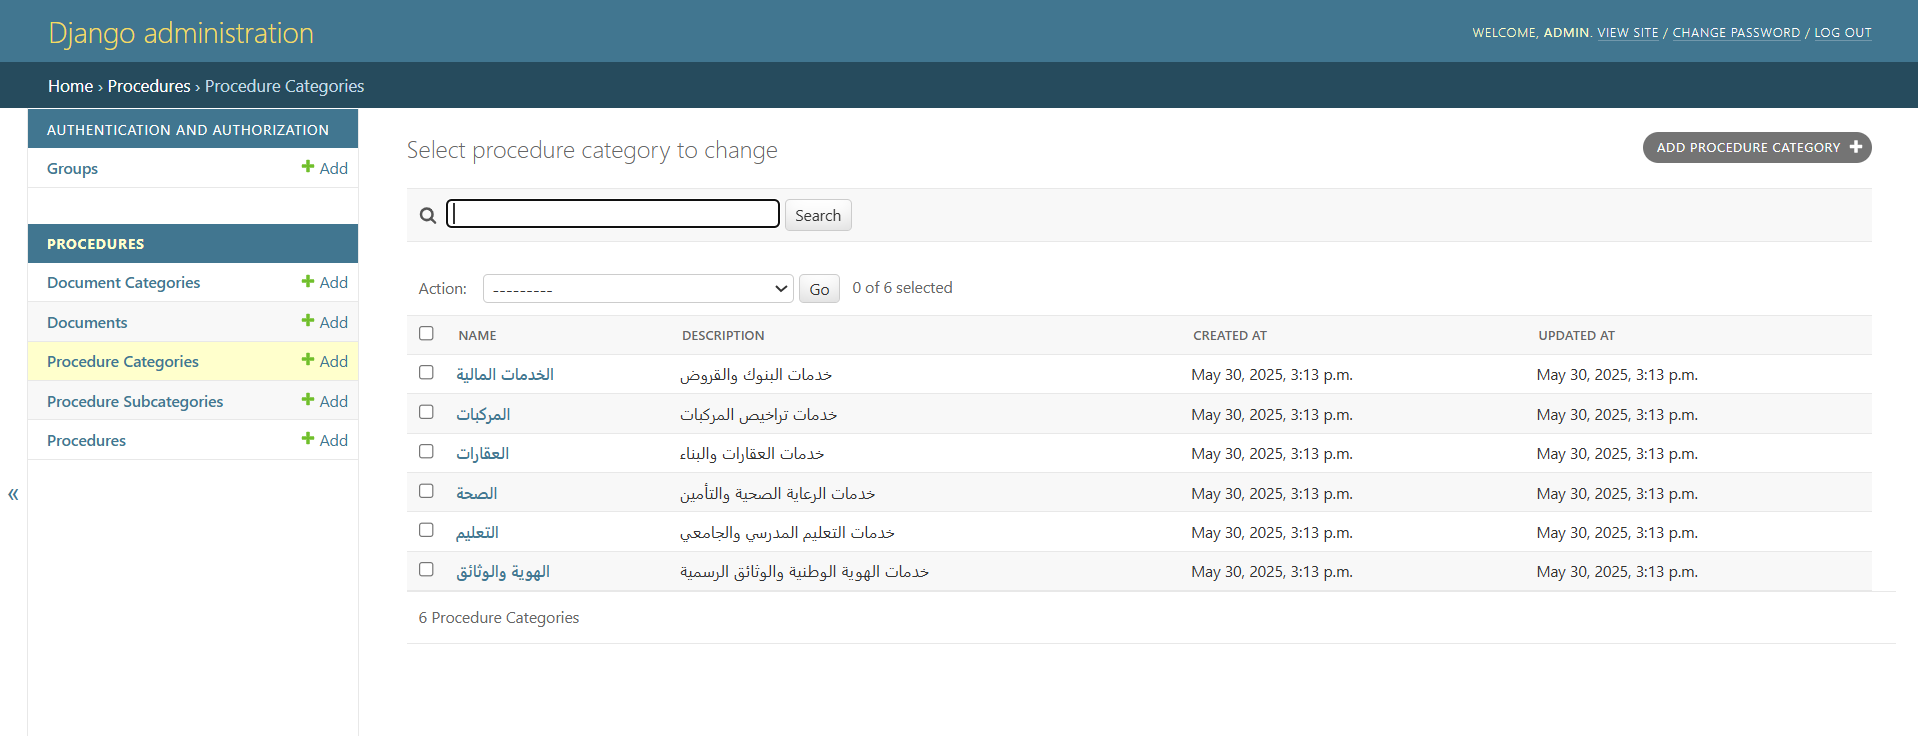 Django administration
WELCOME, ADMIN. VIEW SITE / CHANGE PASSWORD / LOG OUT
Home › Procedures › Procedure Categories
AUTHENTICATION AND AUTHORIZATION
Groups Add
PROCEDURES
Document Categories Add
Documents Add
Procedure Categories Add
Procedure Subcategories Add
Procedures Add
«
Select procedure category to change
ADD PROCEDURE CATEGORY
Search
Action: --------- Go 0 of 6 selected
NAME DESCRIPTION CREATED AT UPDATED AT
الخدمات المالية خدمات البنوك والقروض May 30, 2025, 3:13 p.m. May 30, 2025, 3:13 p.m.
المركبات خدمات تراخيص المركبات May 30, 2025, 3:13 p.m. May 30, 2025, 3:13 p.m.
العقارات خدمات العقارات والبناء May 30, 2025, 3:13 p.m. May 30, 2025, 3:13 p.m.
الصحة خدمات الرعاية الصحية والتأمين May 30, 2025, 3:13 p.m. May 30, 2025, 3:13 p.m.
التعليم خدمات التعليم المدرسي والجامعي May 30, 2025, 3:13 p.m. May 30, 2025, 3:13 p.m.
الهوية والوثائق خدمات الهوية الوطنية والوثائق الرسمية May 30, 2025, 3:13 p.m. May 30, 2025, 3:13 p.m.
6 Procedure Categories